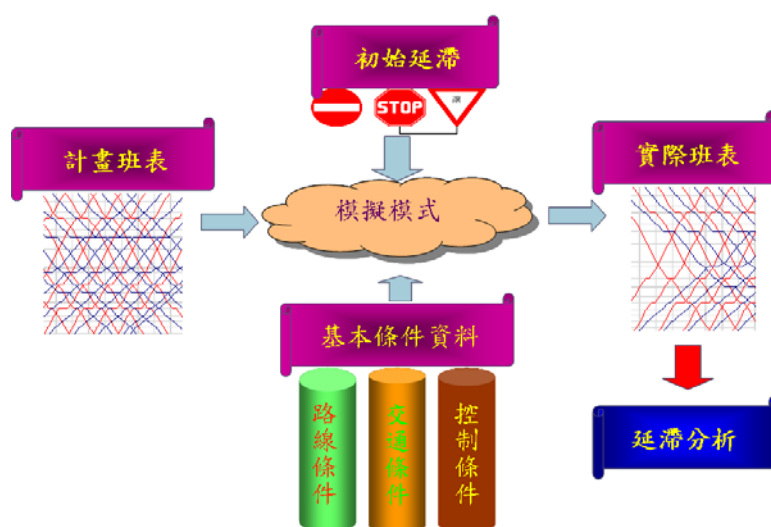 初始延滯
STOP
計畫班表
實際班表
模擬模式
基本條件資料
路線條件
交通條件
控制條件
延滯分析